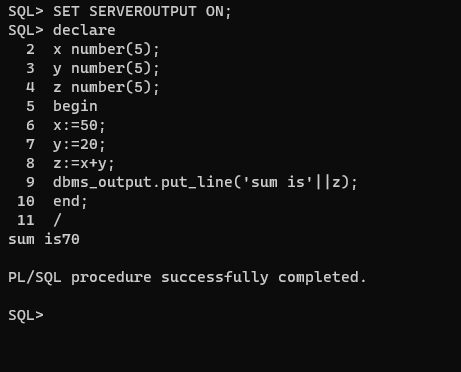 SQL> SET SERVEROUTPUT ON;
SQL> declare
  2  x number(5);
  3  y number(5);
  4  z number(5);
  5  begin
  6  x:=50;
  7  y:=20;
  8  z:=x+y;
  9  dbms_output.put_line('sum is'||z);
 10  end;
 11  /
sum is70

PL/SQL procedure successfully completed.

SQL>